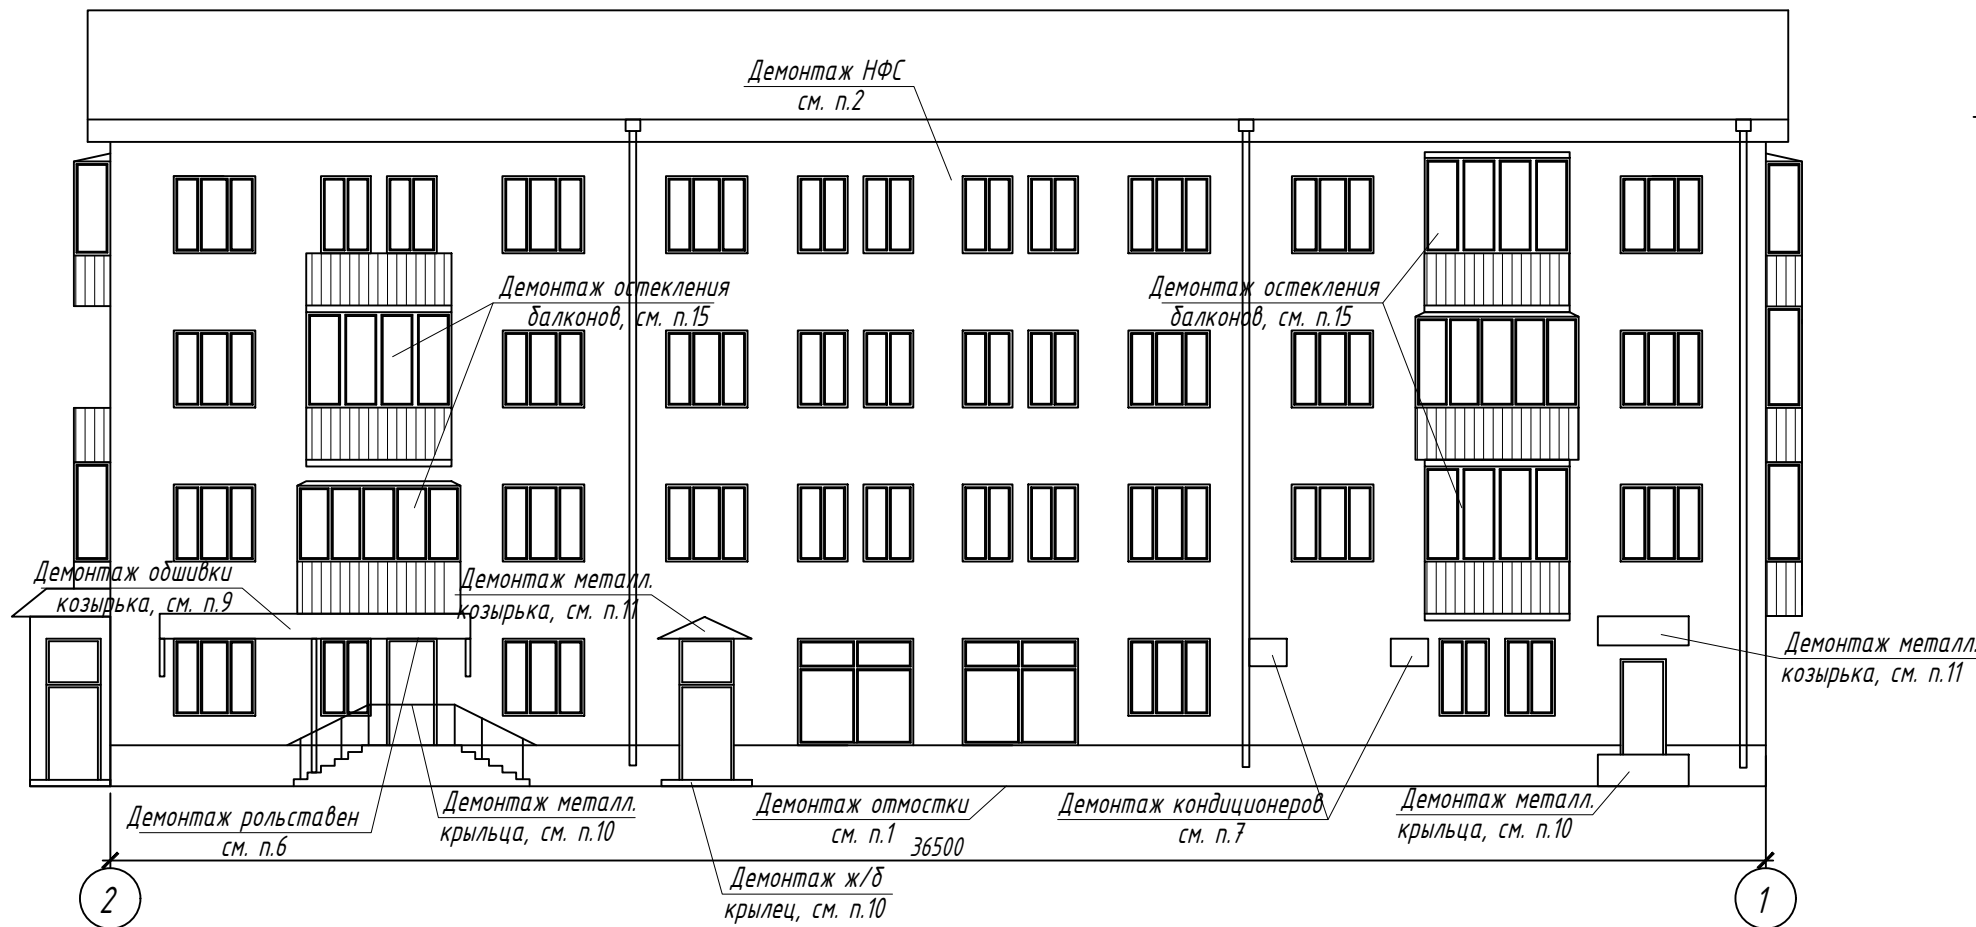 Демонтаж НФС
см. п.2
Демонтаж остекления
балконов, см. п.15
Демонтаж остекления
балконов, см. п.15
Демонтаж обшивки
козырька, см. п.9
Демонтаж металл.
козырька, см. п.11
Демонтаж металл.
козырька, см. п.11
Демонтаж рольставен
см. п.6
Демонтаж металл.
крыльца, см. п.10
Демонтаж отмостки
см. п.1
Демонтаж кондиционеров
см. п.7
Демонтаж металл.
крыльца, см. п.10
36500
Демонтаж ж/б
крылец, см. п.10
2
1